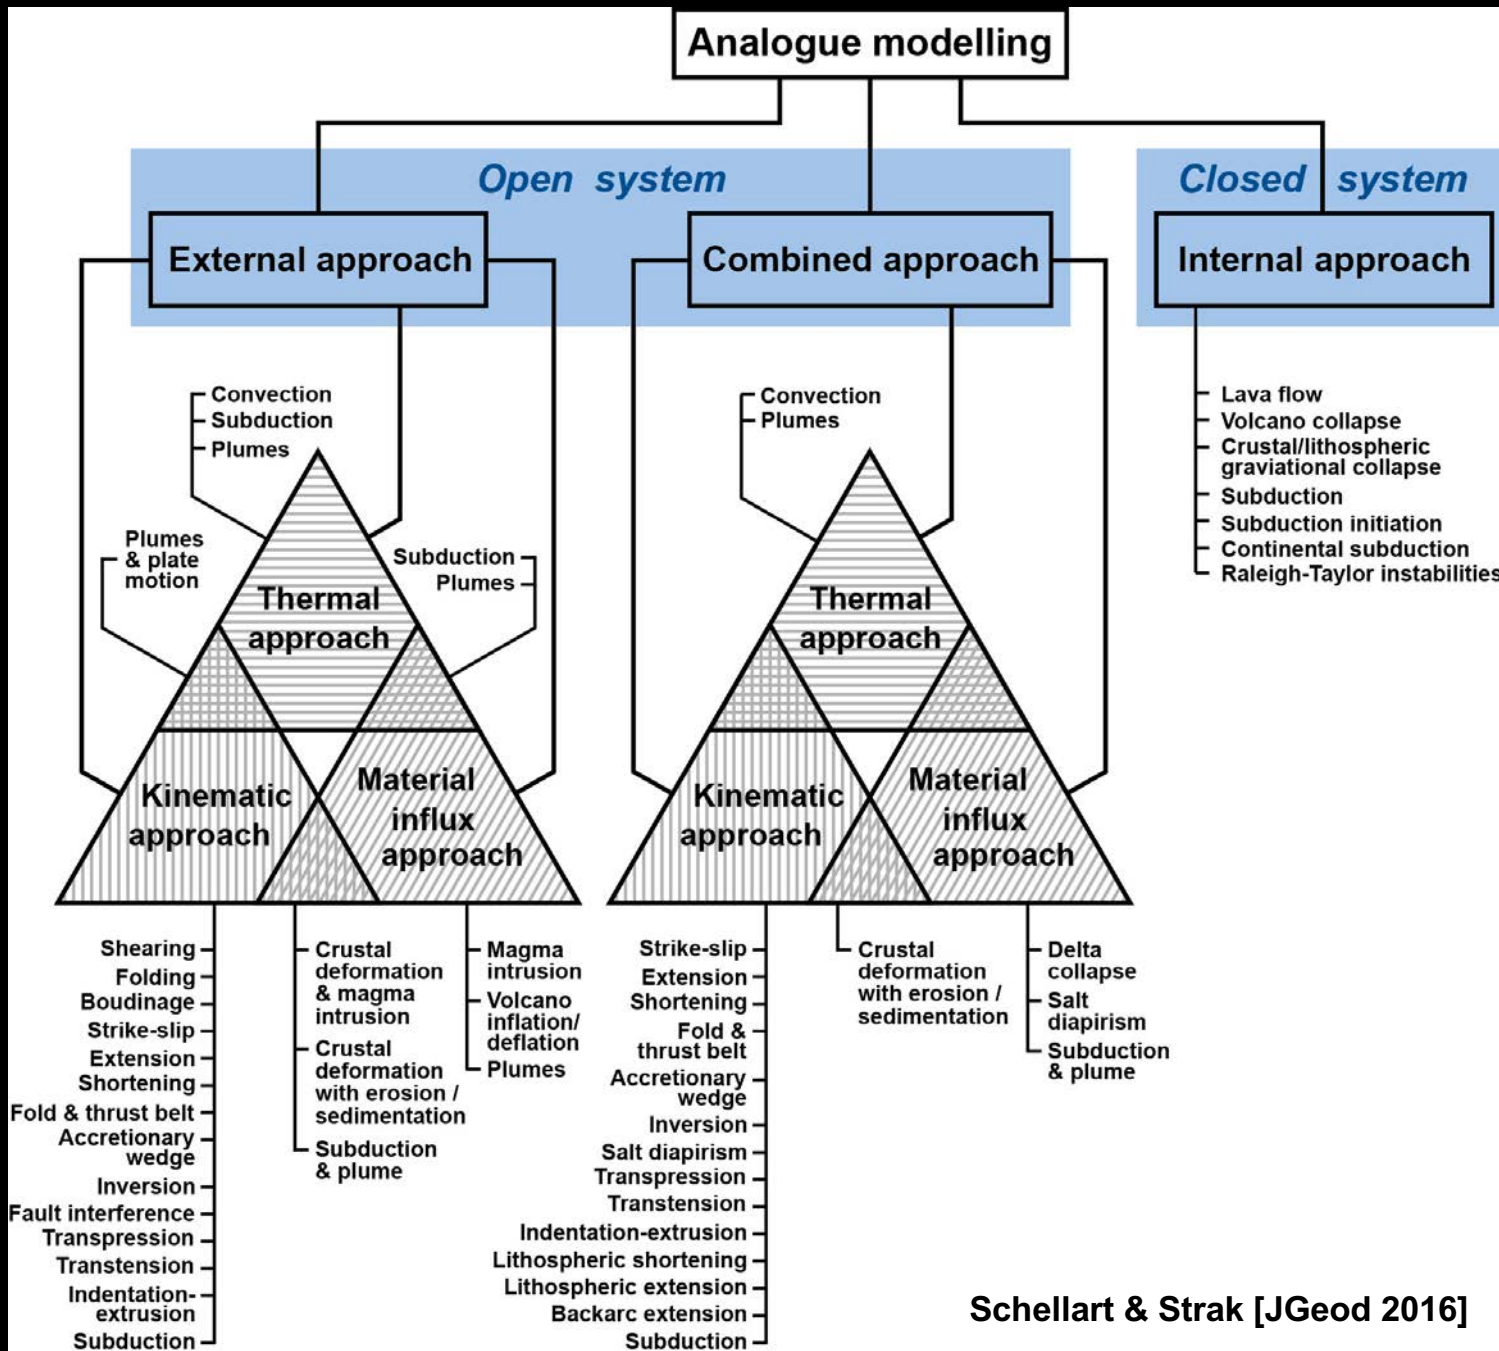 Analogue modelling
Open system
Closed system
External approach
Combined approach
Internal approach
Convection
Subduction
Plumes
Plumes
& plate
motion
Subduction
Plumes
Thermal
approach
Kinematic
approach
Material
influx
approach
Shearing
Folding
Boudinage
Strike-slip
Extension
Shortening
Fold & thrust belt
Accretionary
wedge
Inversion
Fault interference
Transpression
Transtension
Indentation-
extrusion
Subduction
Crustal
deformation
& magma
intrusion
Crustal
deformation
with erosion /
sedimentation
Subduction
& plume
Magma
intrusion
Volcano
inflation/
deflation
Plumes
Convection
Plumes
Thermal
approach
Kinematic
approach
Material
influx
approach
Strike-slip
Extension
Shortening
Fold &
thrust belt
Accretionary
wedge
Inversion
Salt diapirism
Transpression
Transtension
Indentation-extrusion
Lithospheric shortening
Lithospheric extension
Backarc extension
Subduction
Crustal
deformation
with erosion /
sedimentation
Delta
collapse
Salt
diapirism
Subduction
& plume
Lava flow
Volcano collapse
Crustal/lithospheric
graviational collapse
Subduction
Subduction initiation
Continental subduction
Raleigh-Taylor instabilities
Schellart & Strak [JGeod 2016]